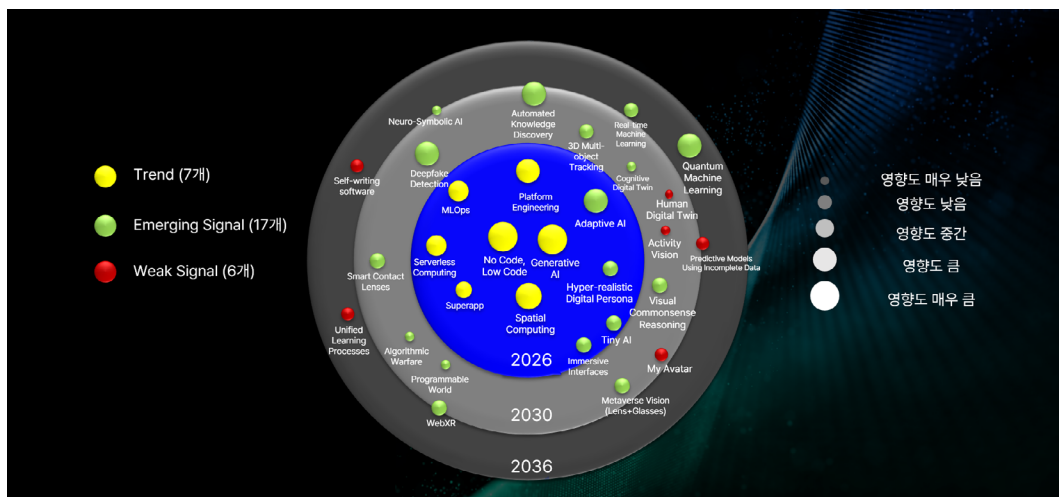 Trend (7개)
Emerging Signal (17개)
Weak Signal (6개)
Neuro-Symbolic AI
Automated
Knowledge
Discovery
Real-time
Machine
Learning
3D Multi-
object
Tracking
Quantum
Machine
Learning
Self-writing
software
Deepfake
Detection
MLOps
Platform
Engineering
Cognitive
Digital Twin
Adaptive AI
Human
Digital Twin
Activity
Vision
Predictive Models
Using Incomplete Data
Serverless
Computing
No Code,
Low Code
Generative
AI
Smart Contact
Lenses
Superapp
Spatial
Computing
Hyper-realistic
Digital Persona
Visual
Commonsense
Reasoning
Unified
Learning
Processes
Algorithmic
Warfare
Programmable
World
Tiny AI
Immersive
Interfaces
My Avatar
Metaverse Vision
(Lens+Glasses)
WebXR
2026
2030
2036
영향도 매우 낮음
영향도 낮음
영향도 중간
영향도 큰
영향도 매우 큰